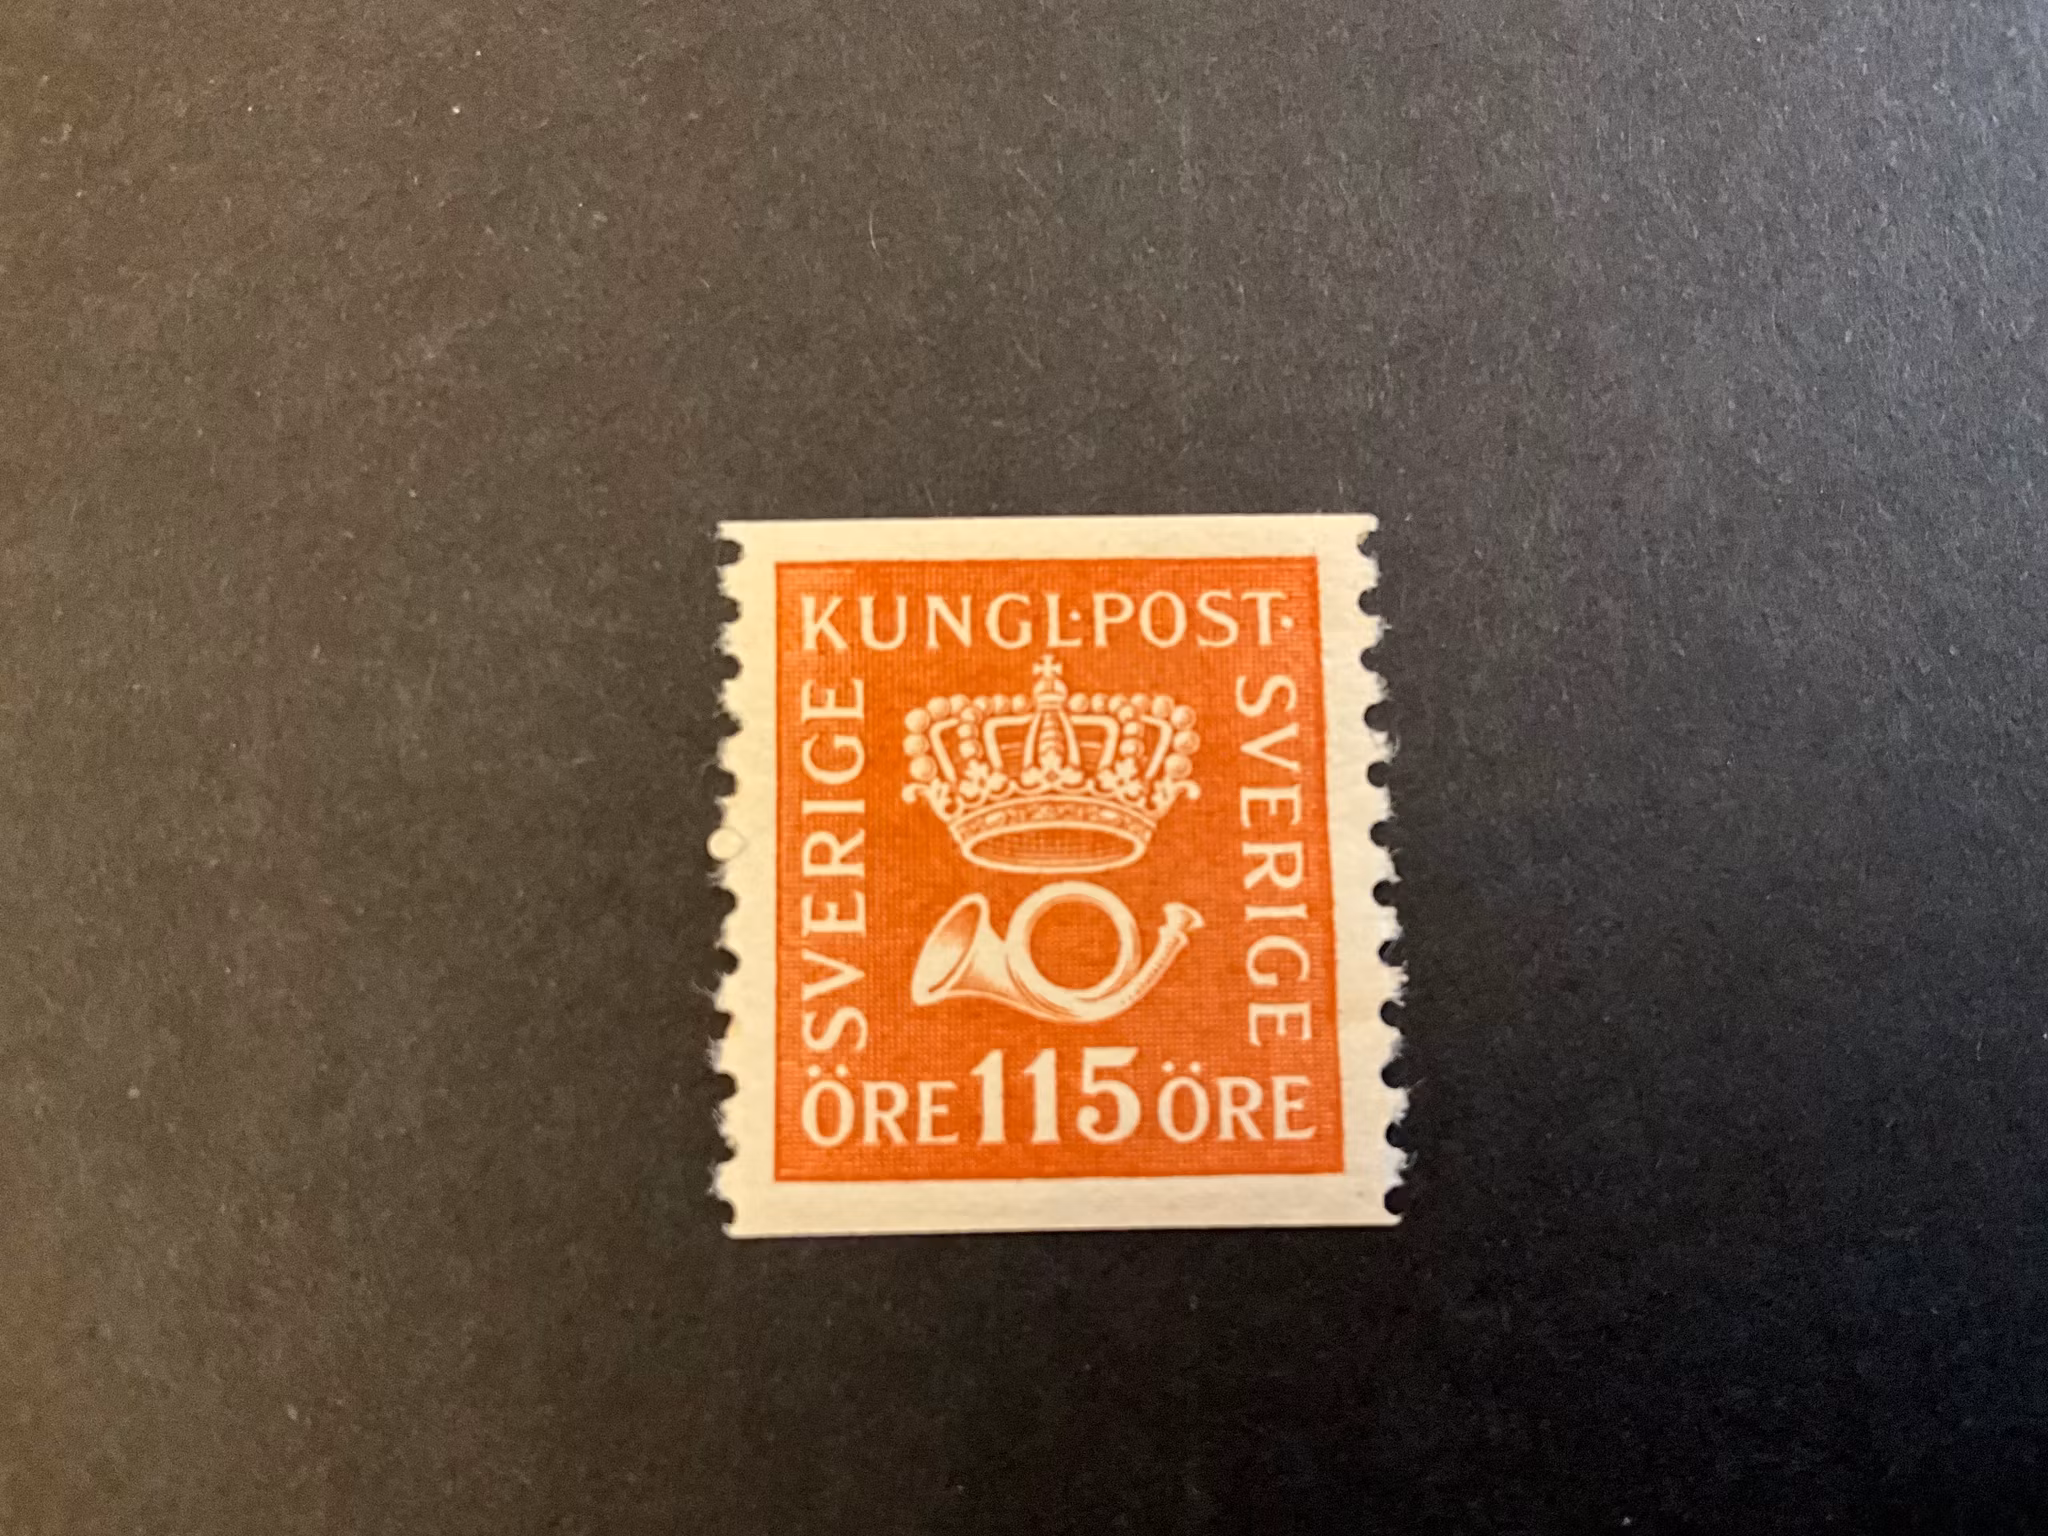 KUNGL·POST·
SVERIGE
SVERIGE
ÖRE 115 ÖRE